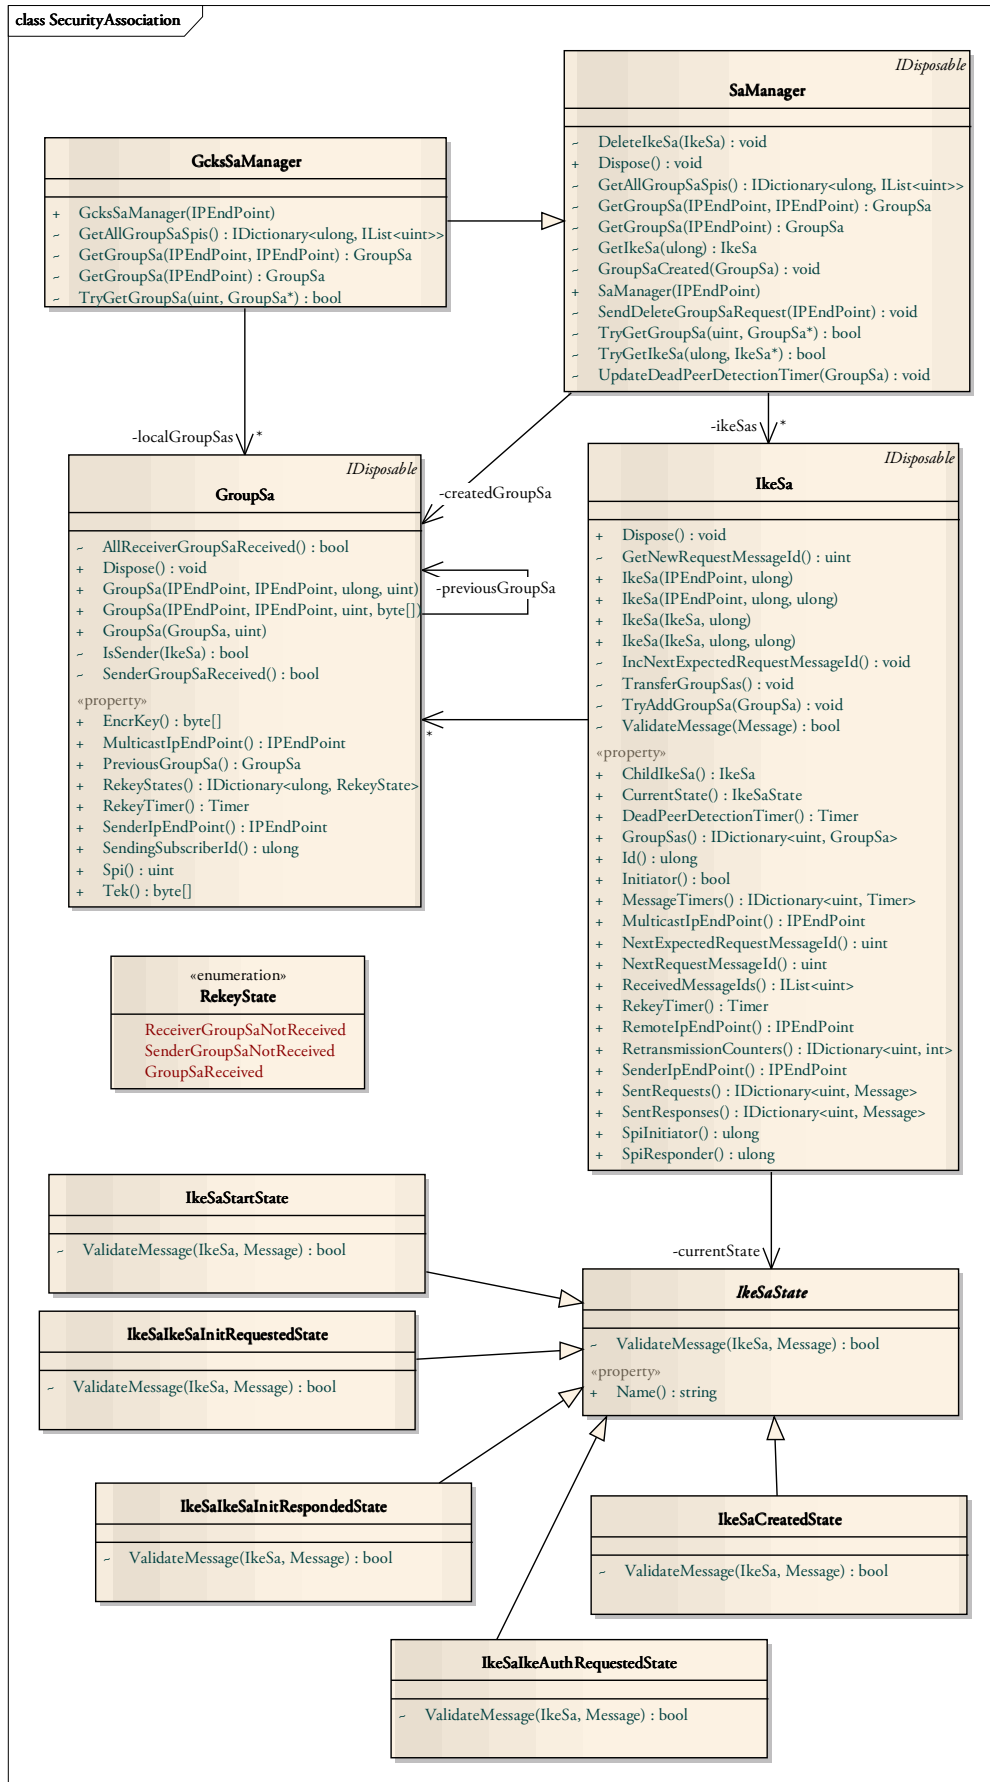 class SecurityAssociation
IDisposable
SaManager
~ DeleteIkeSa(IkeSa) : void
+ Dispose() : void
~ GetAllGroupSaSpis() : IDictionary<ulong, IList<uint>>
~ GetGroupSa(IPEndPoint, IPEndPoint) : GroupSa
~ GetGroupSa(IPEndPoint) : GroupSa
~ GetIkeSa(ulong) : IkeSa
~ GroupSaCreated(GroupSa) : void
+ SaManager(IPEndPoint)
~ SendDeleteGroupSaRequest(IPEndPoint) : void
~ TryGetGroupSa(uint, GroupSa*) : bool
~ TryGetIkeSa(ulong, IkeSa*) : bool
~ UpdateDeadPeerDetectionTimer(GroupSa) : void
GcksSaManager
+ GcksSaManager(IPEndPoint)
~ GetAllGroupSaSpis() : IDictionary<ulong, IList<uint>>
~ GetGroupSa(IPEndPoint, IPEndPoint) : GroupSa
~ GetGroupSa(IPEndPoint) : GroupSa
~ TryGetGroupSa(uint, GroupSa*) : bool
-localGroupSas
*
-ikeSas
*
-createdGroupSa
-previousGroupSa
*
IDisposable
GroupSa
~ AllReceiverGroupSaReceived() : bool
+ Dispose() : void
+ GroupSa(IPEndPoint, IPEndPoint, ulong, uint)
+ GroupSa(IPEndPoint, IPEndPoint, uint, byte[])
+ GroupSa(GroupSa, uint)
~ IsSender(IkeSa) : bool
~ SenderGroupSaReceived() : bool
«property»
+ EncrKey() : byte[]
+ MulticastIpEndPoint() : IPEndPoint
+ PreviousGroupSa() : GroupSa
+ RekeyStates() : IDictionary<ulong, RekeyState>
+ RekeyTimer() : Timer
+ SenderIpEndPoint() : IPEndPoint
+ SendingSubscriberId() : ulong
+ Spi() : uint
+ Tek() : byte[]
IDisposable
IkeSa
+ Dispose() : void
~ GetNewRequestMessageId() : uint
+ IkeSa(IPEndPoint, ulong)
+ IkeSa(IPEndPoint, ulong, ulong)
+ IkeSa(IkeSa, ulong)
+ IkeSa(IkeSa, ulong, ulong)
~ IncNextExpectedRequestMessageId() : void
~ TransferGroupSas() : void
~ TryAddGroupSa(GroupSa) : void
~ ValidateMessage(Message) : bool
«property»
+ ChildIkeSa() : IkeSa
+ CurrentState() : IkeSaState
+ DeadPeerDetectionTimer() : Timer
+ GroupSas() : IDictionary<uint, GroupSa>
+ Id() : ulong
+ Initiator() : bool
+ MessageTimers() : IDictionary<uint, Timer>
+ MulticastIpEndPoint() : IPEndPoint
+ NextExpectedRequestMessageId() : uint
+ NextRequestMessageId() : uint
+ ReceivedMessageIds() : IList<uint>
+ RekeyTimer() : Timer
+ RemoteIpEndPoint() : IPEndPoint
+ RetransmissionCounters() : IDictionary<uint, int>
+ SenderIpEndPoint() : IPEndPoint
+ SentRequests() : IDictionary<uint, Message>
+ SentResponses() : IDictionary<uint, Message>
+ SpiInitiator() : ulong
+ SpiResponder() : ulong
«enumeration»
RekeyState
ReceiverGroupSaNotReceived
SenderGroupSaNotReceived
GroupSaReceived
-currentState
IkeSaStartState
~ ValidateMessage(IkeSa, Message) : bool
IkeSaState
~ ValidateMessage(IkeSa, Message) : bool
«property»
+ Name() : string
IkeSaIkeSaInitRequestedState
~ ValidateMessage(IkeSa, Message) : bool
IkeSaIkeSaInitRespondedState
~ ValidateMessage(IkeSa, Message) : bool
IkeSaCreatedState
~ ValidateMessage(IkeSa, Message) : bool
IkeSaIkeAuthRequestedState
~ ValidateMessage(IkeSa, Message) : bool